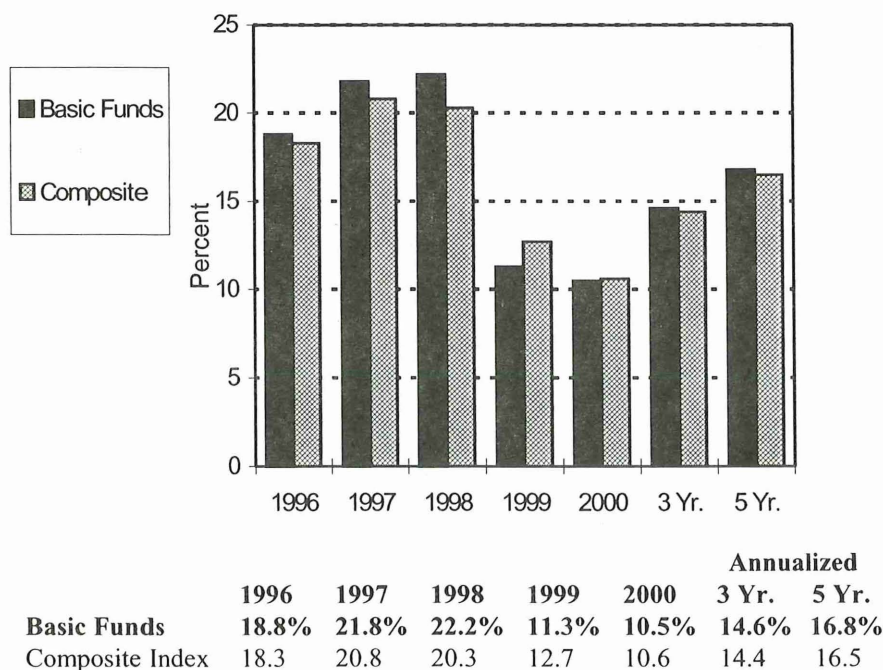 25
20
15
10
5
0
Percent
Basic Funds
Composite
1996 1997 1998 1999 2000 3 Yr. 5 Yr.
Annualized
1996 1997 1998 1999 2000 3 Yr. 5 Yr.
Basic Funds 18.8% 21.8% 22.2% 11.3% 10.5% 14.6% 16.8%
Composite Index 18.3 20.8 20.3 12.7 10.6 14.4 16.5